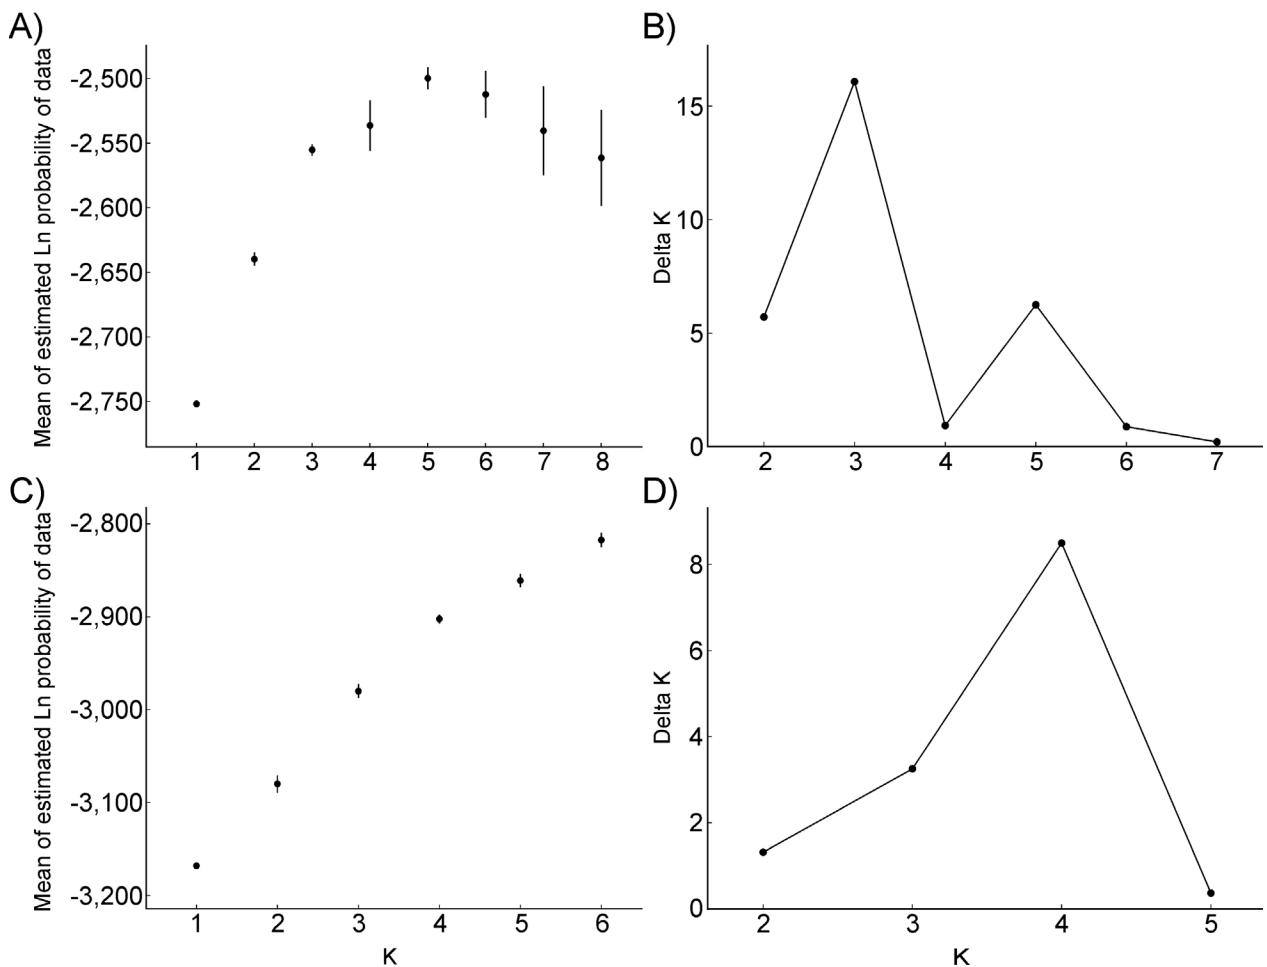 A)
Mean of estimated Ln probability of data
-2,500
-2,550
-2,600
-2,650
-2,700
-2,750
1 2 3 4 5 6 7 8
B)
Delta K
15
10
5
0
2 3 4 5 6 7
C)
Mean of estimated Ln probability of data
-2,800
-2,900
-3,000
-3,100
-3,200
1 2 3 4 5 6
K
D)
Delta K
8
6
4
2
0
2 3 4 5
K